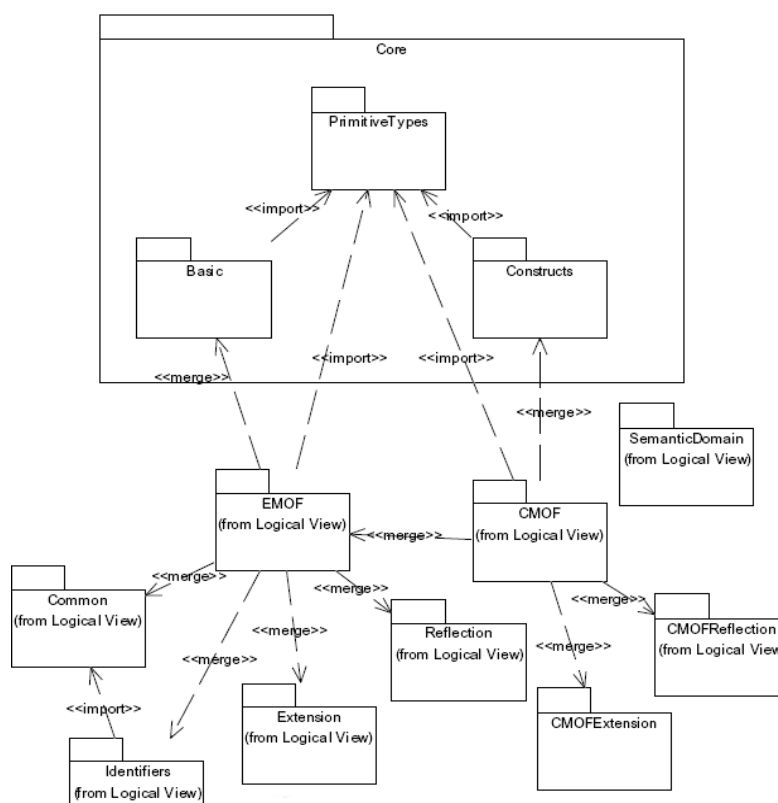 Core
PrimitiveTypes
<<import>>
<<import>>
Basic
Constructs
<<import>>
<<import>>
<<merge>>
<<merge>>
SemanticDomain
(from Logical View)
EMOF
(from Logical View)
CMOF
(from Logical View)
<<merge>>
<<merge>>
<<merge>>
<<merge>>
Common
(from Logical View)
Reflection
(from Logical View)
CMOFReflection
(from Logical View
<<merge>>
<<merge>>
<<merge>>
<<import>>
Extension
(from Logical View)
CMOFExtension
Identifiers
(from Logical View)